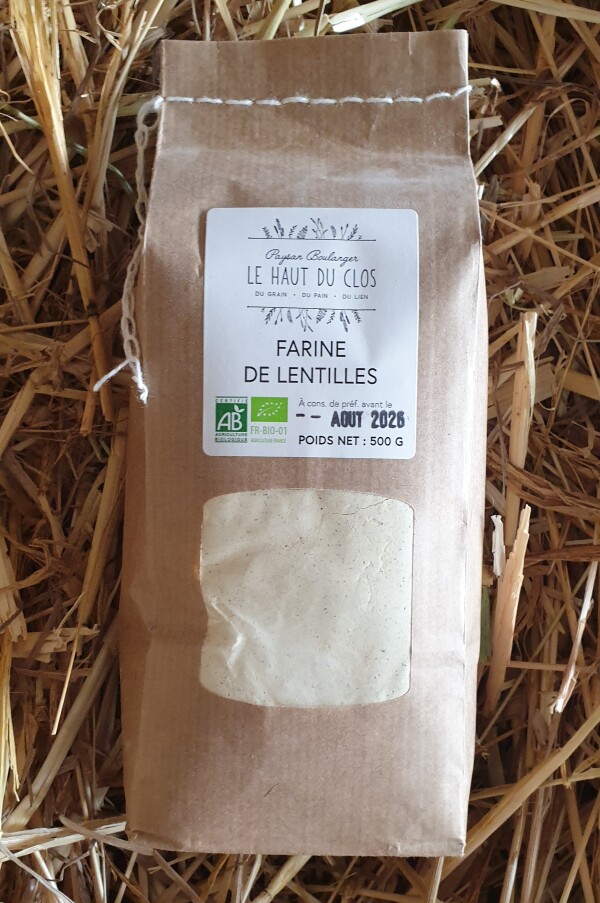 Paysan Boulanger
LE HAUT DU CLOS
DU GRAIN • DU PAIN • DU LIEN
FARINE
DE LENTILLES
CERTIFIÉ
AB
AGRICULTURE
BIOLOGIQUE
FR-BIO-01
AGRICULTURE FRANCE
À cons. de préf. avant le
-- AOUT 2026
POIDS NET : 500 G